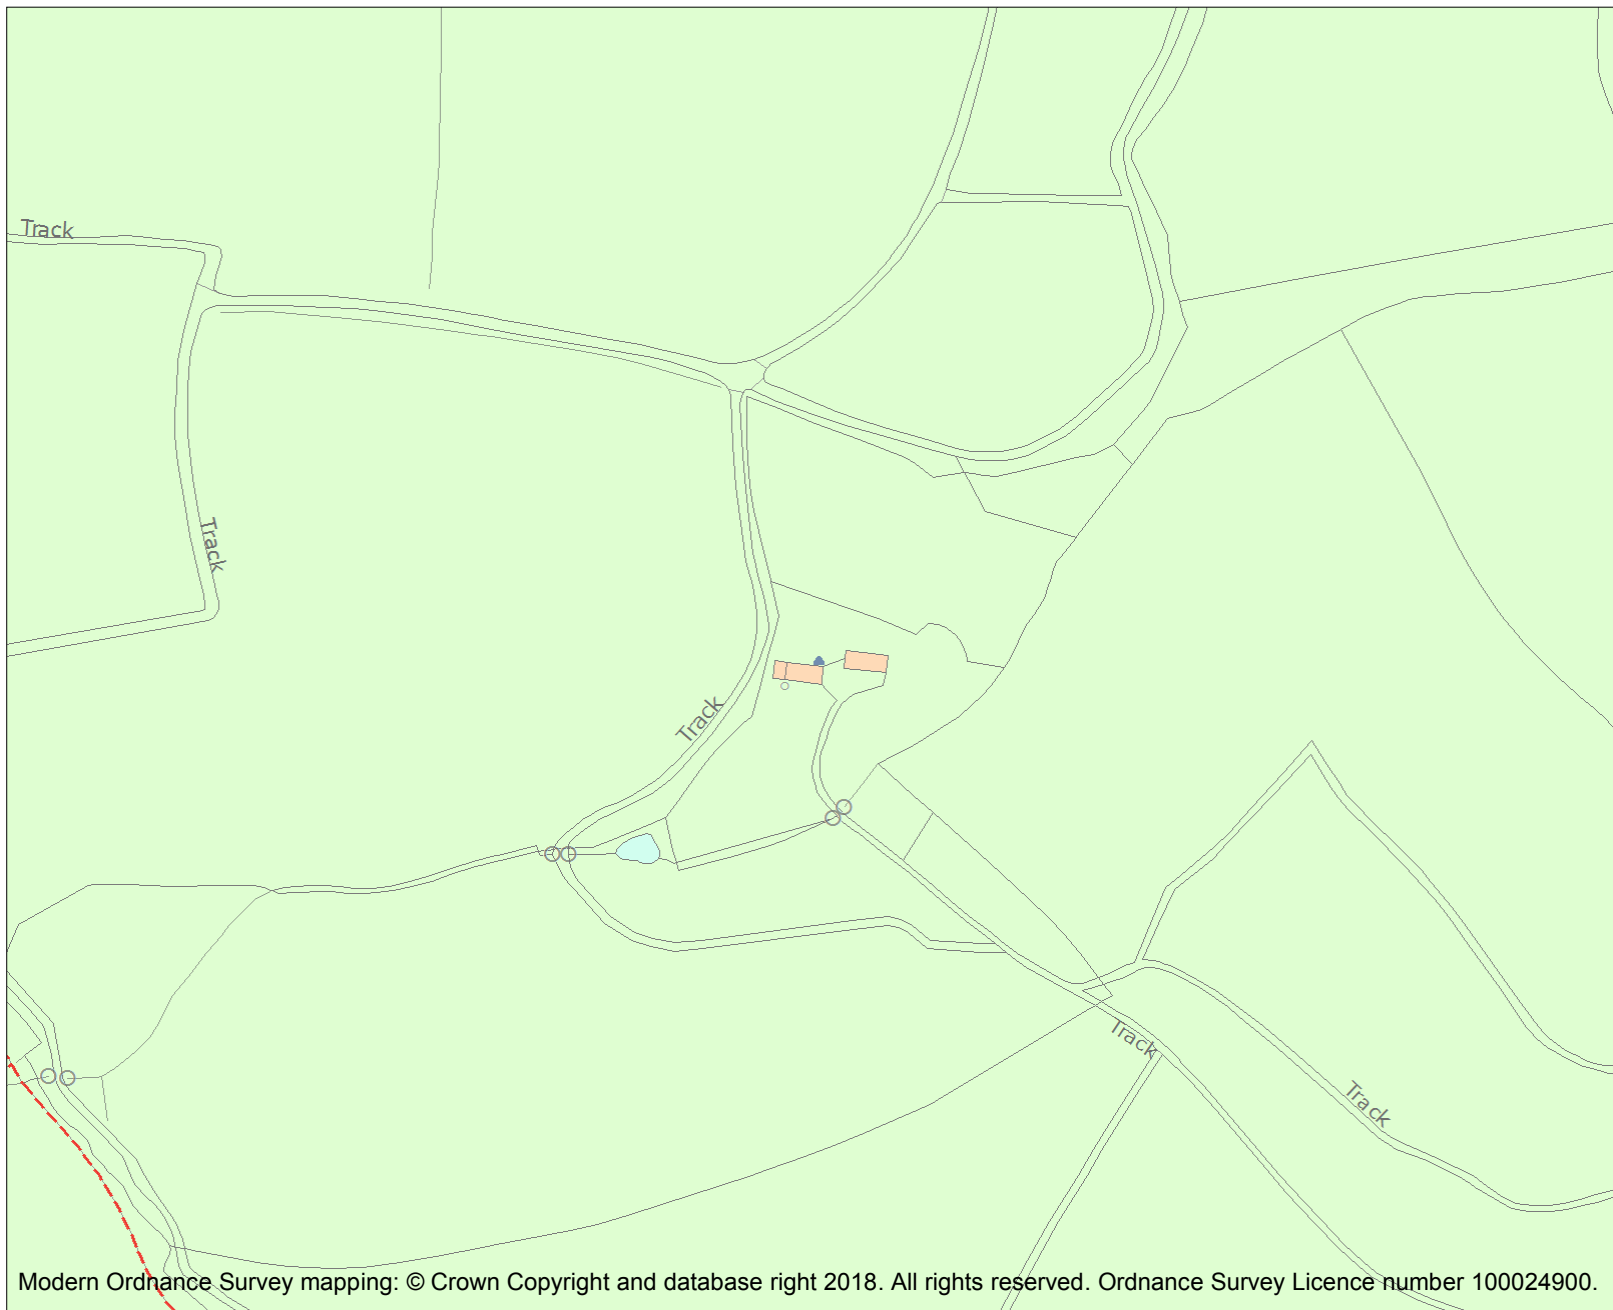 Track
Track
Track
Track
Track
Modern Ordnance Survey mapping: © Crown Copyright and database right 2018. All rights reserved. Ordnance Survey Licence number 100024900.